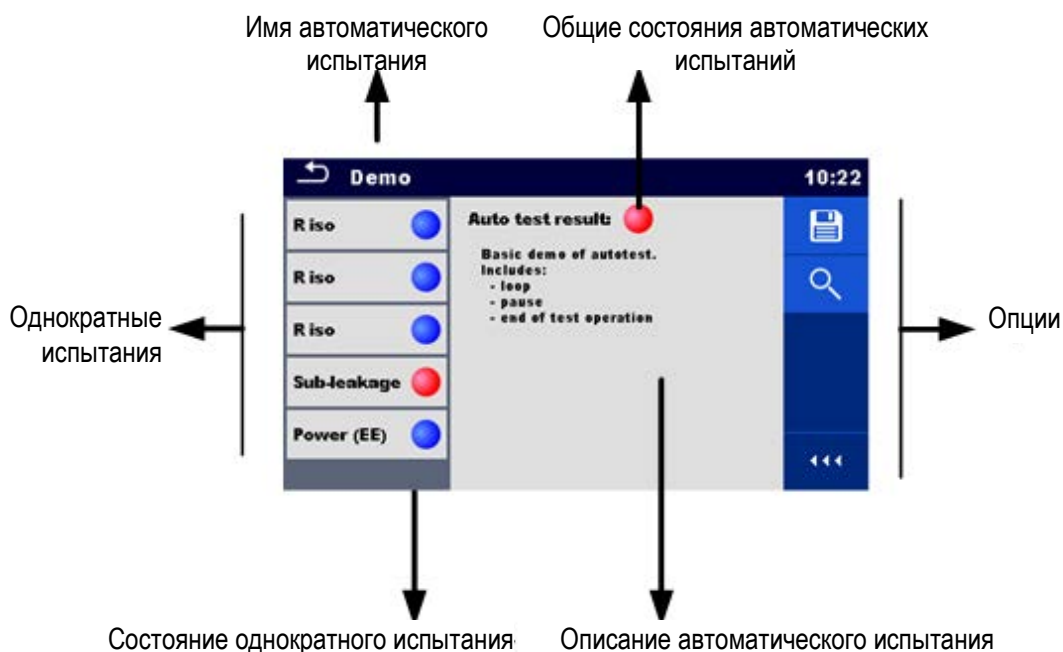 Имя автоматического
испытания
Общие состояния автоматических
испытаний
Demo
10:22
R iso
R iso
R iso
Sub-leakage
Power (EE)
Auto test result:
Basic demo of autotest.
Includes:
- loop
- pause
- end of test operation
Однократные
испытания
Опции
Состояние однократного испытания
Описание автоматического испытания